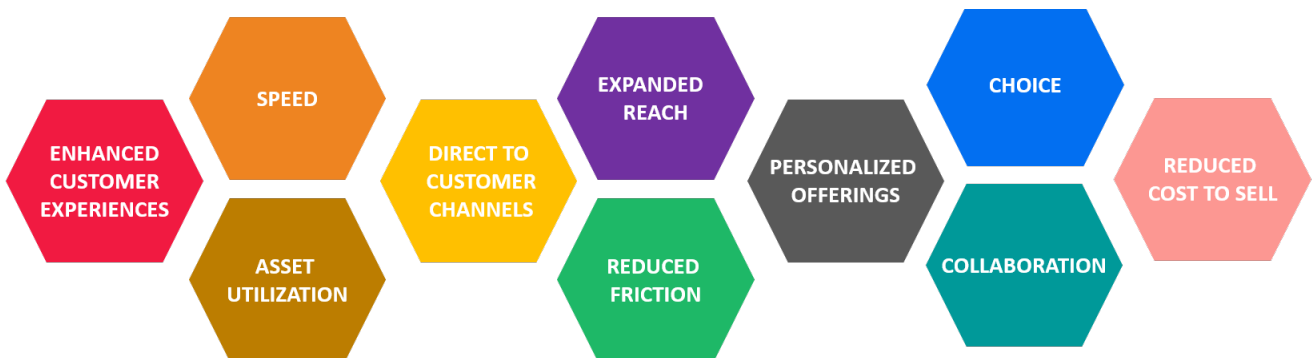 ENHANCED
CUSTOMER
EXPERIENCES
SPEED
ASSET
UTILIZATION
DIRECT TO
CUSTOMER
CHANNELS
EXPANDED
REACH
REDUCED
FRICTION
PERSONALIZED
OFFERINGS
CHOICE
COLLABORATION
REDUCED
COST TO SELL